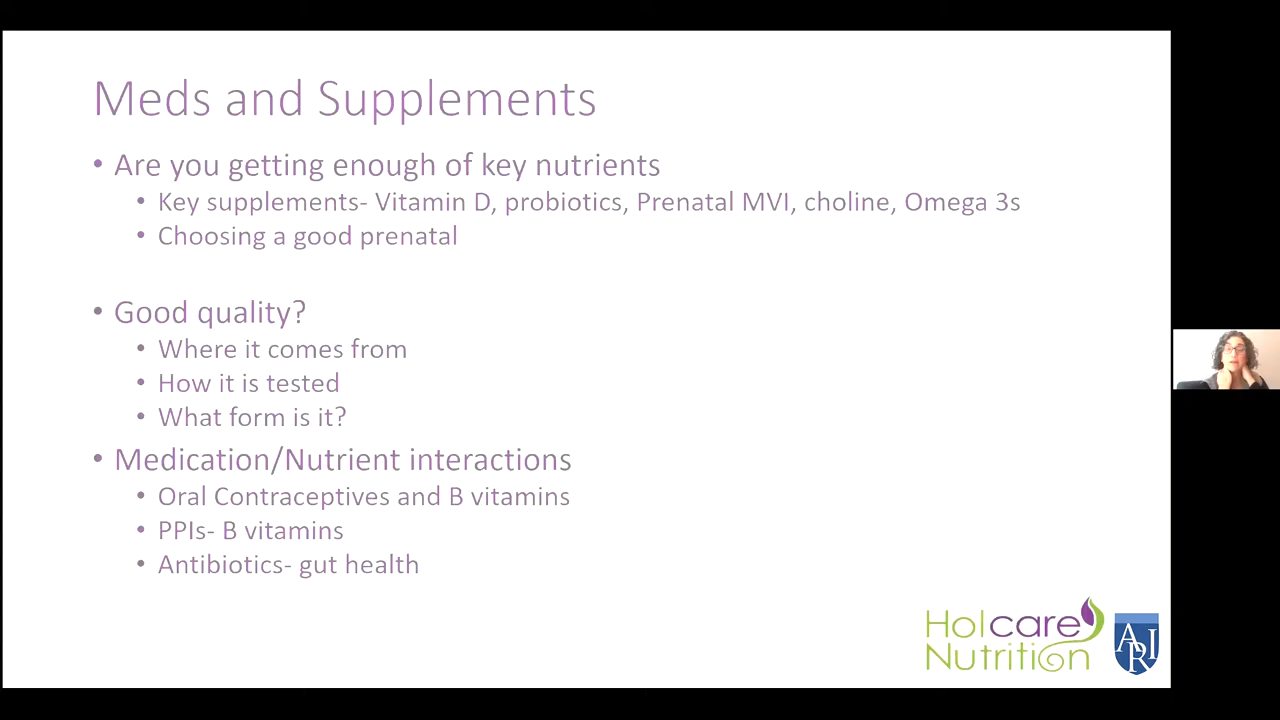 Meds and Supplements
• Are you getting enough of key nutrients
• Key supplements- Vitamin D, probiotics, Prenatal MVI, choline, Omega 3s
• Choosing a good prenatal
• Good quality?
• Where it comes from
• How it is tested
• What form is it?
• Medication/Nutrient interactions
• Oral Contraceptives and B vitamins
• PPIs- B vitamins
• Antibiotics- gut health
Holcare
Nutrition
ARI